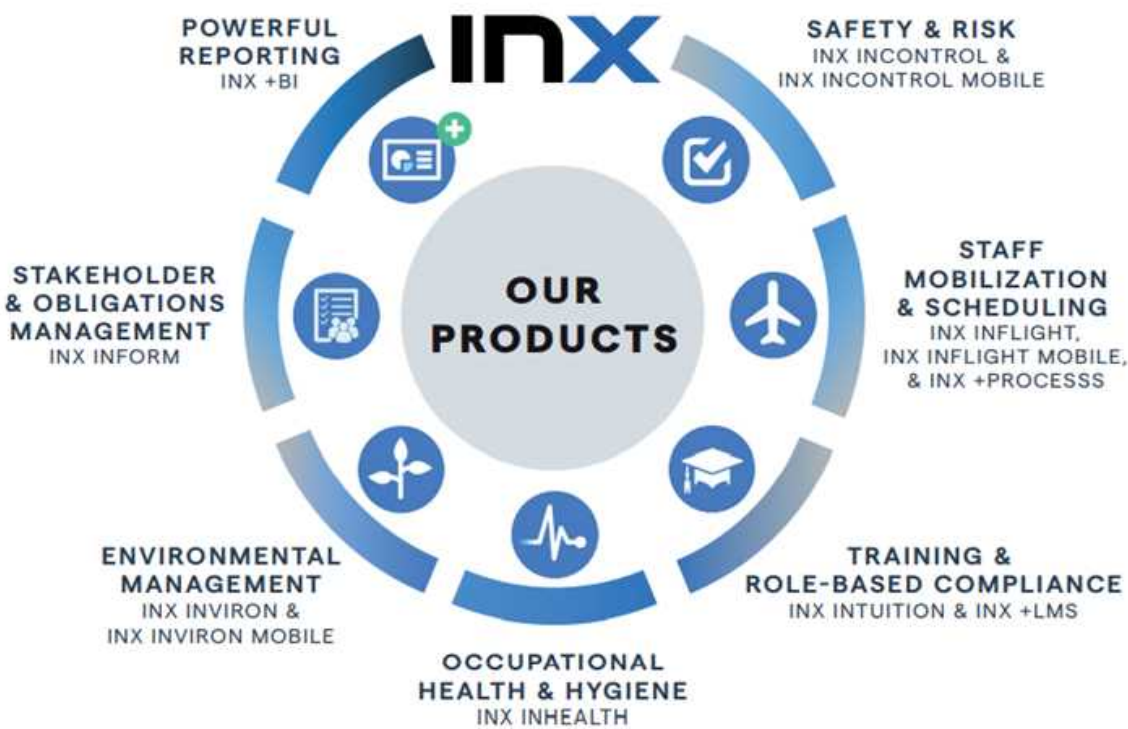 INX
POWERFUL
REPORTING
INX +BI
SAFETY & RISK
INX INCONTROL &
INX INCONTROL MOBILE
STAKEHOLDER
& OBLIGATIONS
MANAGEMENT
INX INFORM
OUR
PRODUCTS
STAFF
MOBILIZATION
& SCHEDULING
INX INFLIGHT,
INX INFLIGHT MOBILE,
& INX +PROCESSS
ENVIRONMENTAL
MANAGEMENT
INX INVIRON &
INX INVIRON MOBILE
TRAINING &
ROLE-BASED COMPLIANCE
INX INTUITION & INX +LMS
OCCUPATIONAL
HEALTH & HYGIENE
INX INHEALTH